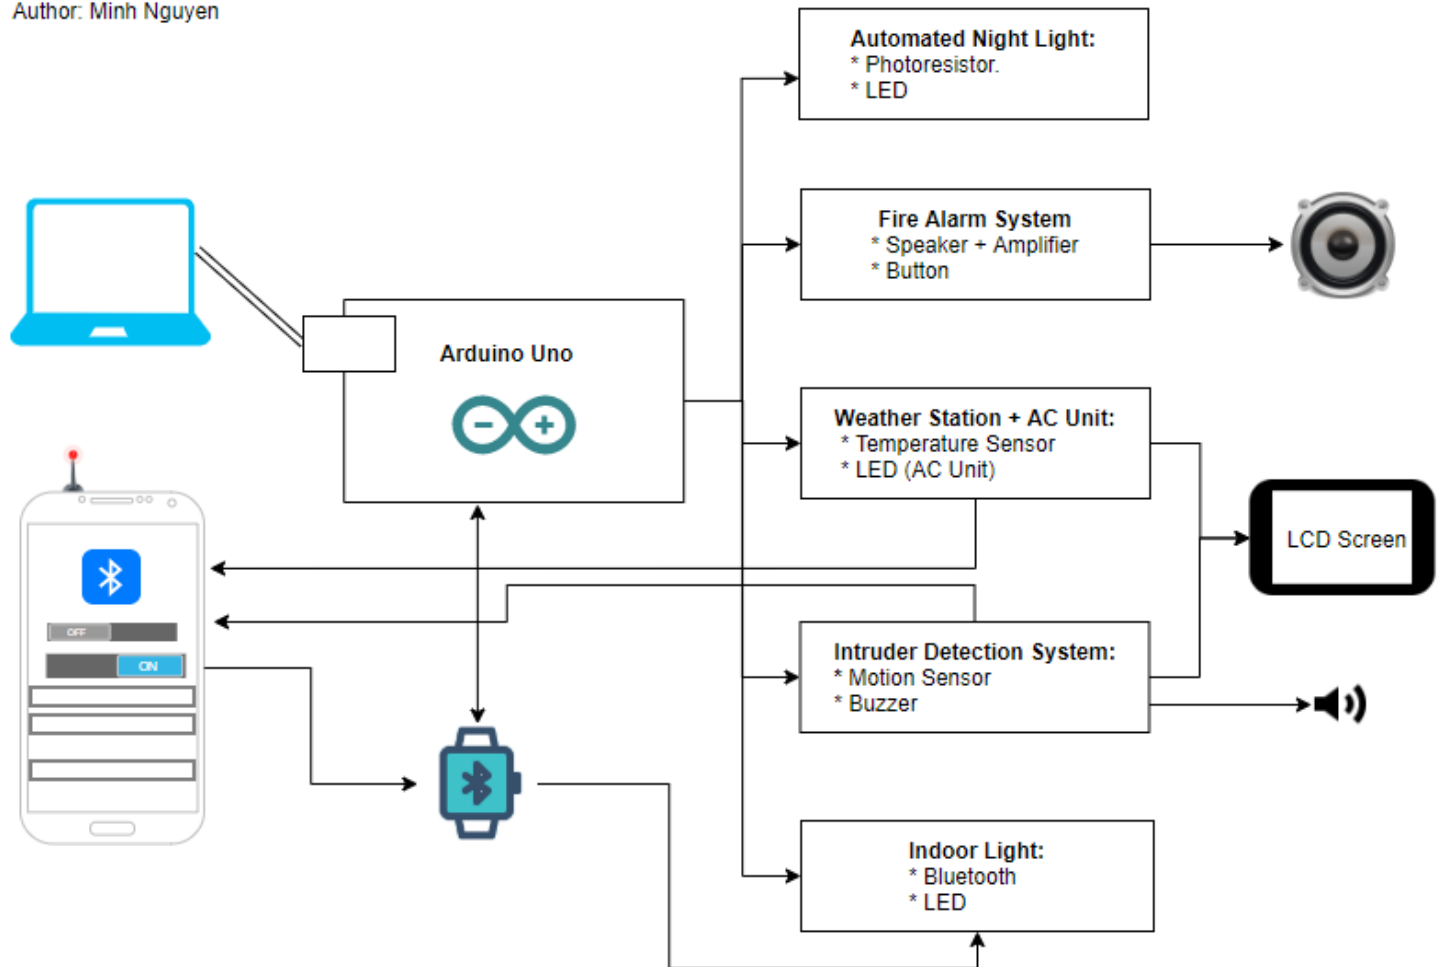 Author: Minh Nguyen
Automated Night Light:
* Photoresistor.
* LED
Fire Alarm System
* Speaker + Amplifier
* Button
Arduino Uno
Weather Station + AC Unit:
* Temperature Sensor
* LED (AC Unit)
LCD Screen
OFF
ON
Intruder Detection System:
* Motion Sensor
* Buzzer
Indoor Light:
* Bluetooth
* LED